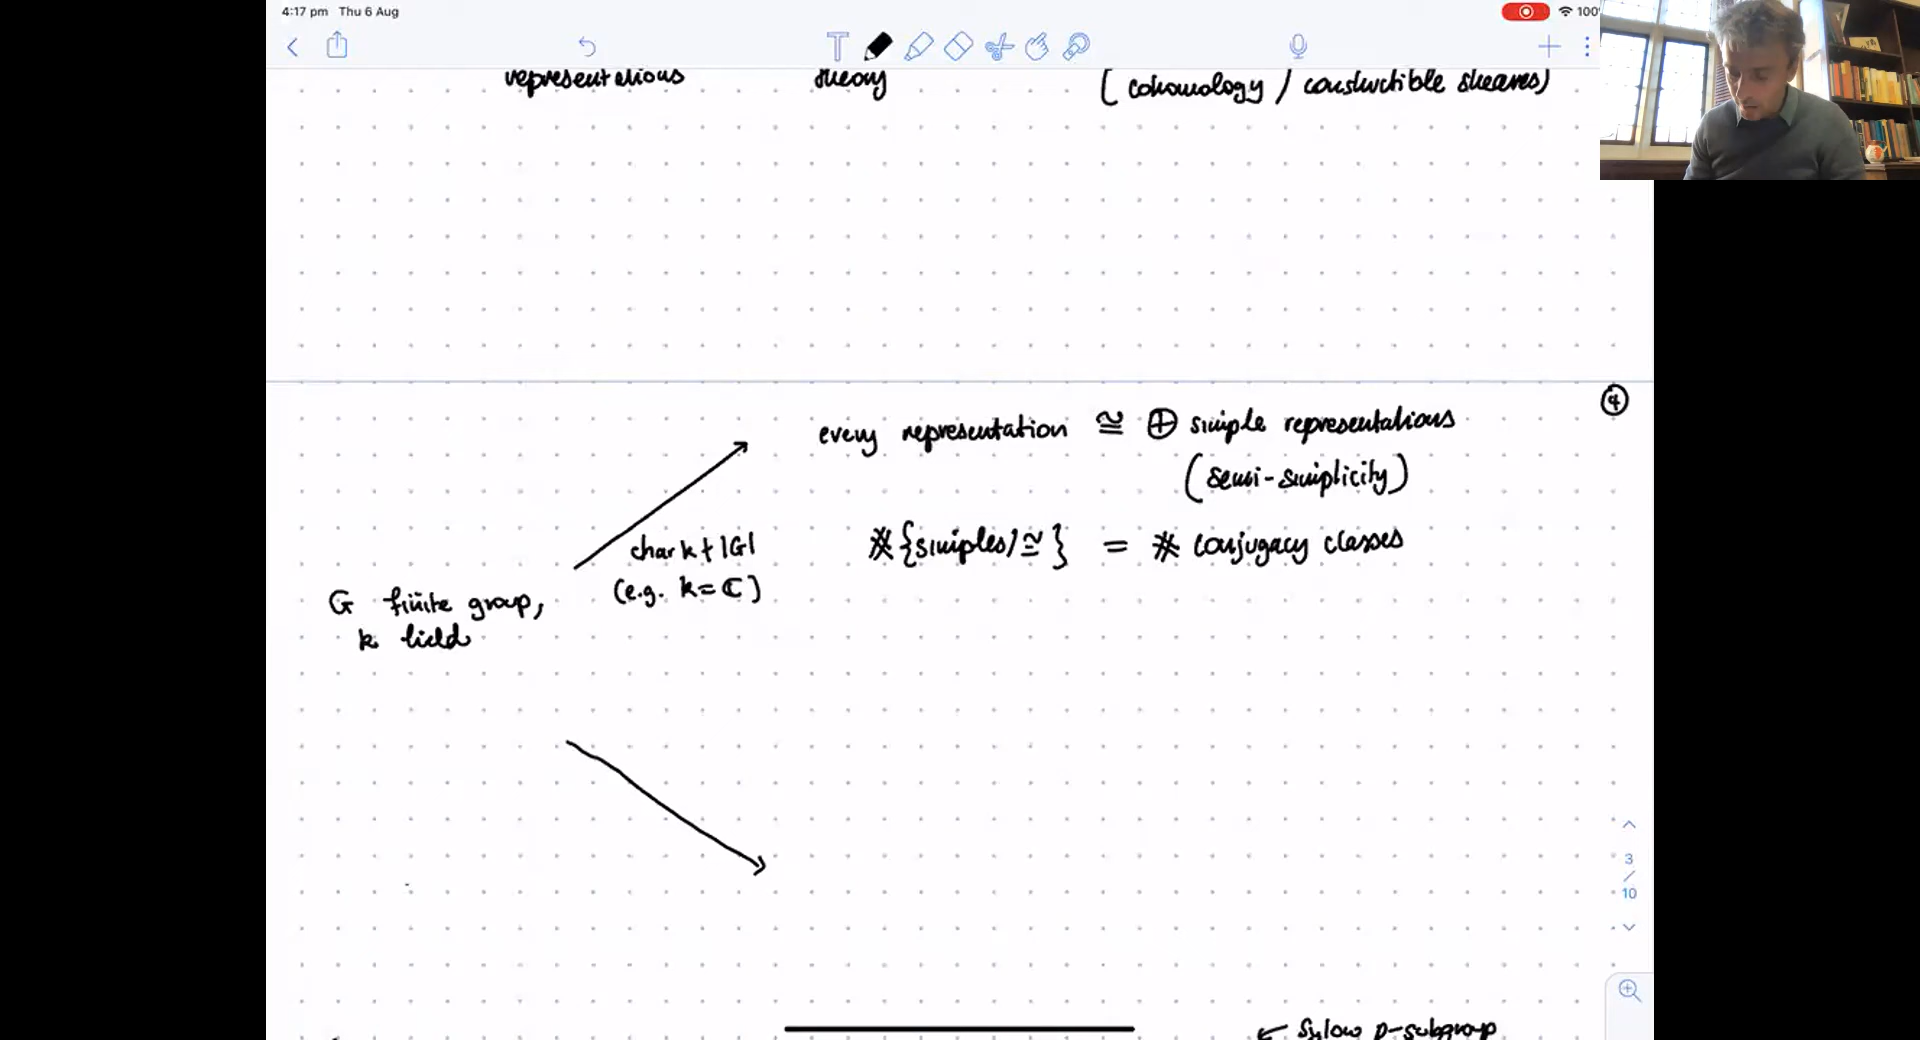 4:17 pm Thu 6 Aug
100
T
representations theory ( cohomology / constructible sheaves)
④
every representation ≅ ⊕ simple representations
(semi-simplicity)
char k ∤ |G|
(e.g. k = ℂ)
# {simples/≅} = # conjugacy classes
G finite group,
k field
3
/
10
← Sylow p-subgroup